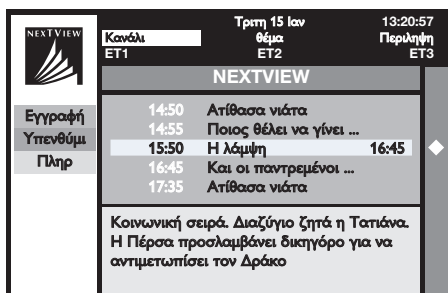 NEXTVIEW
Τριτη 15 Ιαν 13:20:57
Κανάλι θέμα Περιληψη
ET1 ET2 ET3
NEXTVIEW
Εγγραφή
Υπενθύμι
Πληρ
14:50 Ατίθασα νιάτα
14:55 Ποιος θέλει να γίνει ...
15:50 Η λάμψη 16:45
16:45 Και οι παντρεμένοι ...
17:35 Ατίθασα νιάτα
Κοινωνική σειρά. Διαζύγιο ζητά η Τατιάνα.
Η Πέρσα προσλαμβάνει δικηγόρο για να
αντιμετωπίσει τον Δράκο